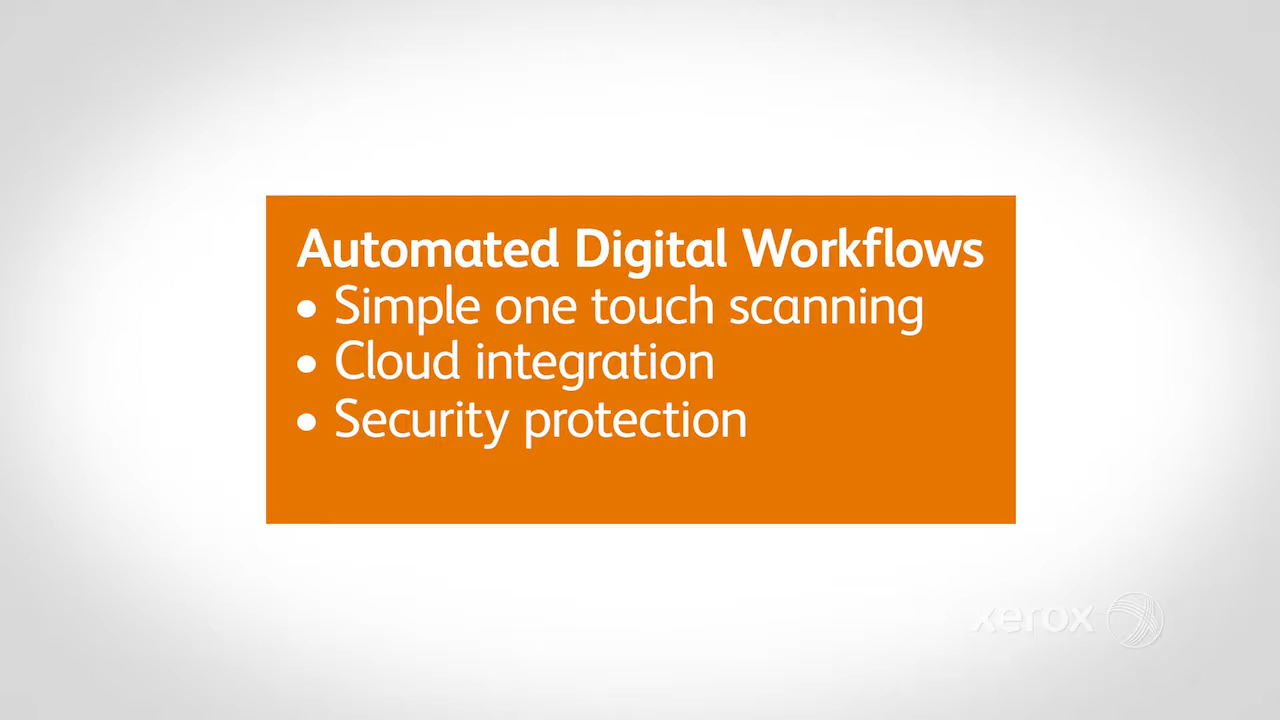 Automated Digital Workflows
• Simple one touch scanning
• Cloud integration
• Security protection
xerox